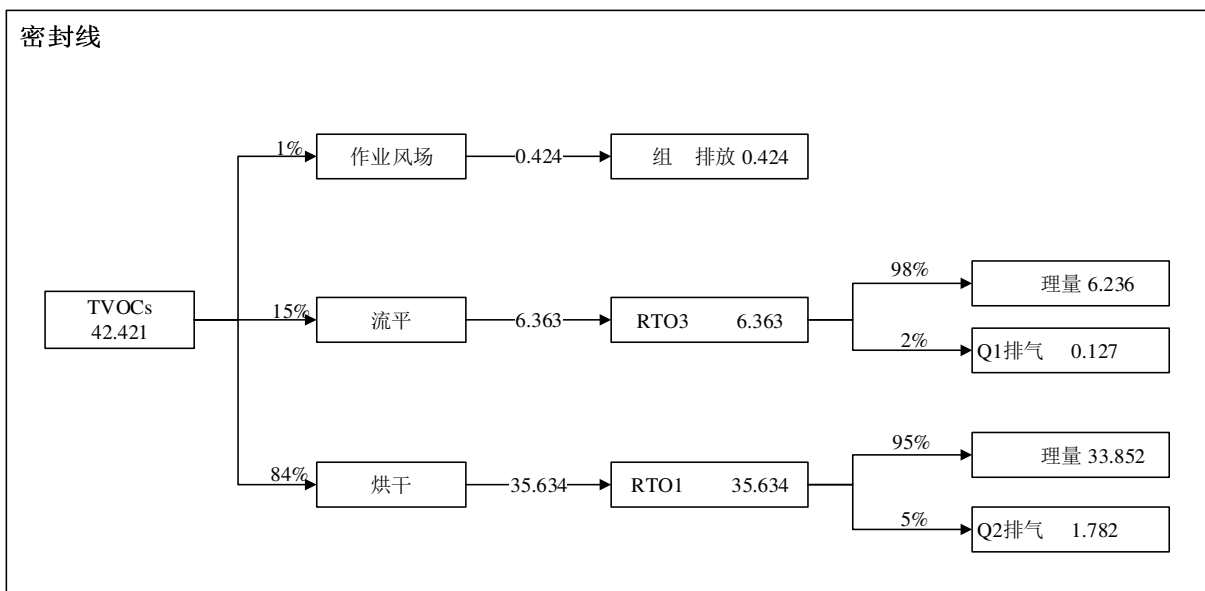 密封线
1%
作业风场
0.424
组 排放 0.424
TVOCs
42.421
15%
流平
6.363
RTO3 6.363
98%
理量 6.236
2%
Q1排气 0.127
84%
烘干
35.634
RTO1 35.634
95%
理量 33.852
5%
Q2排气 1.782